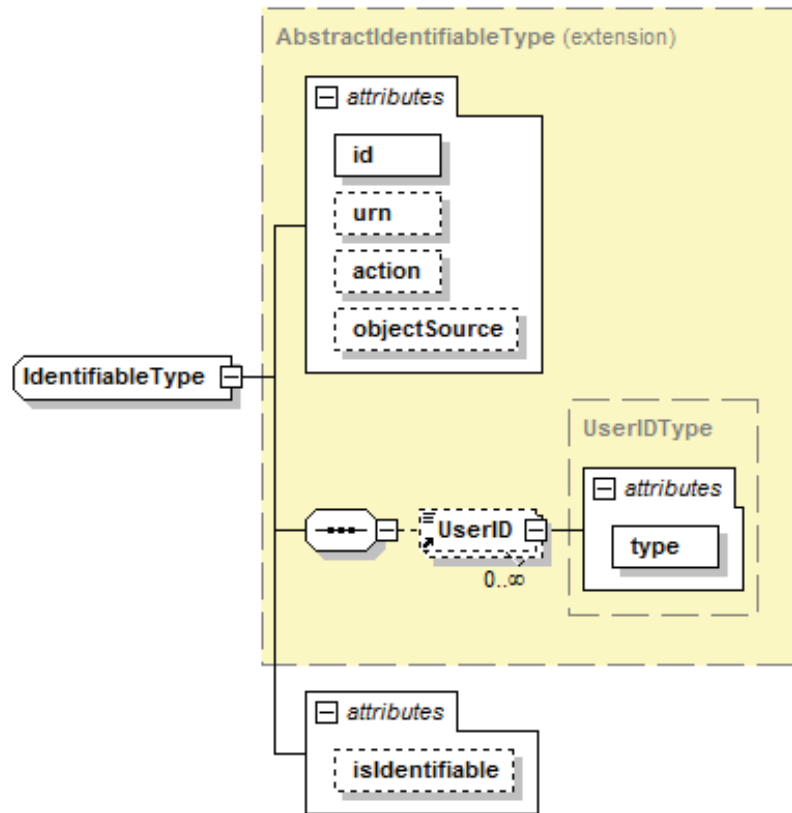 AbstractIdentifiableType (extension)
attributes
id
urn
action
objectSource
IdentifiableType
UserIDType
attributes
UserID
type
0..∞
attributes
isIdentifiable